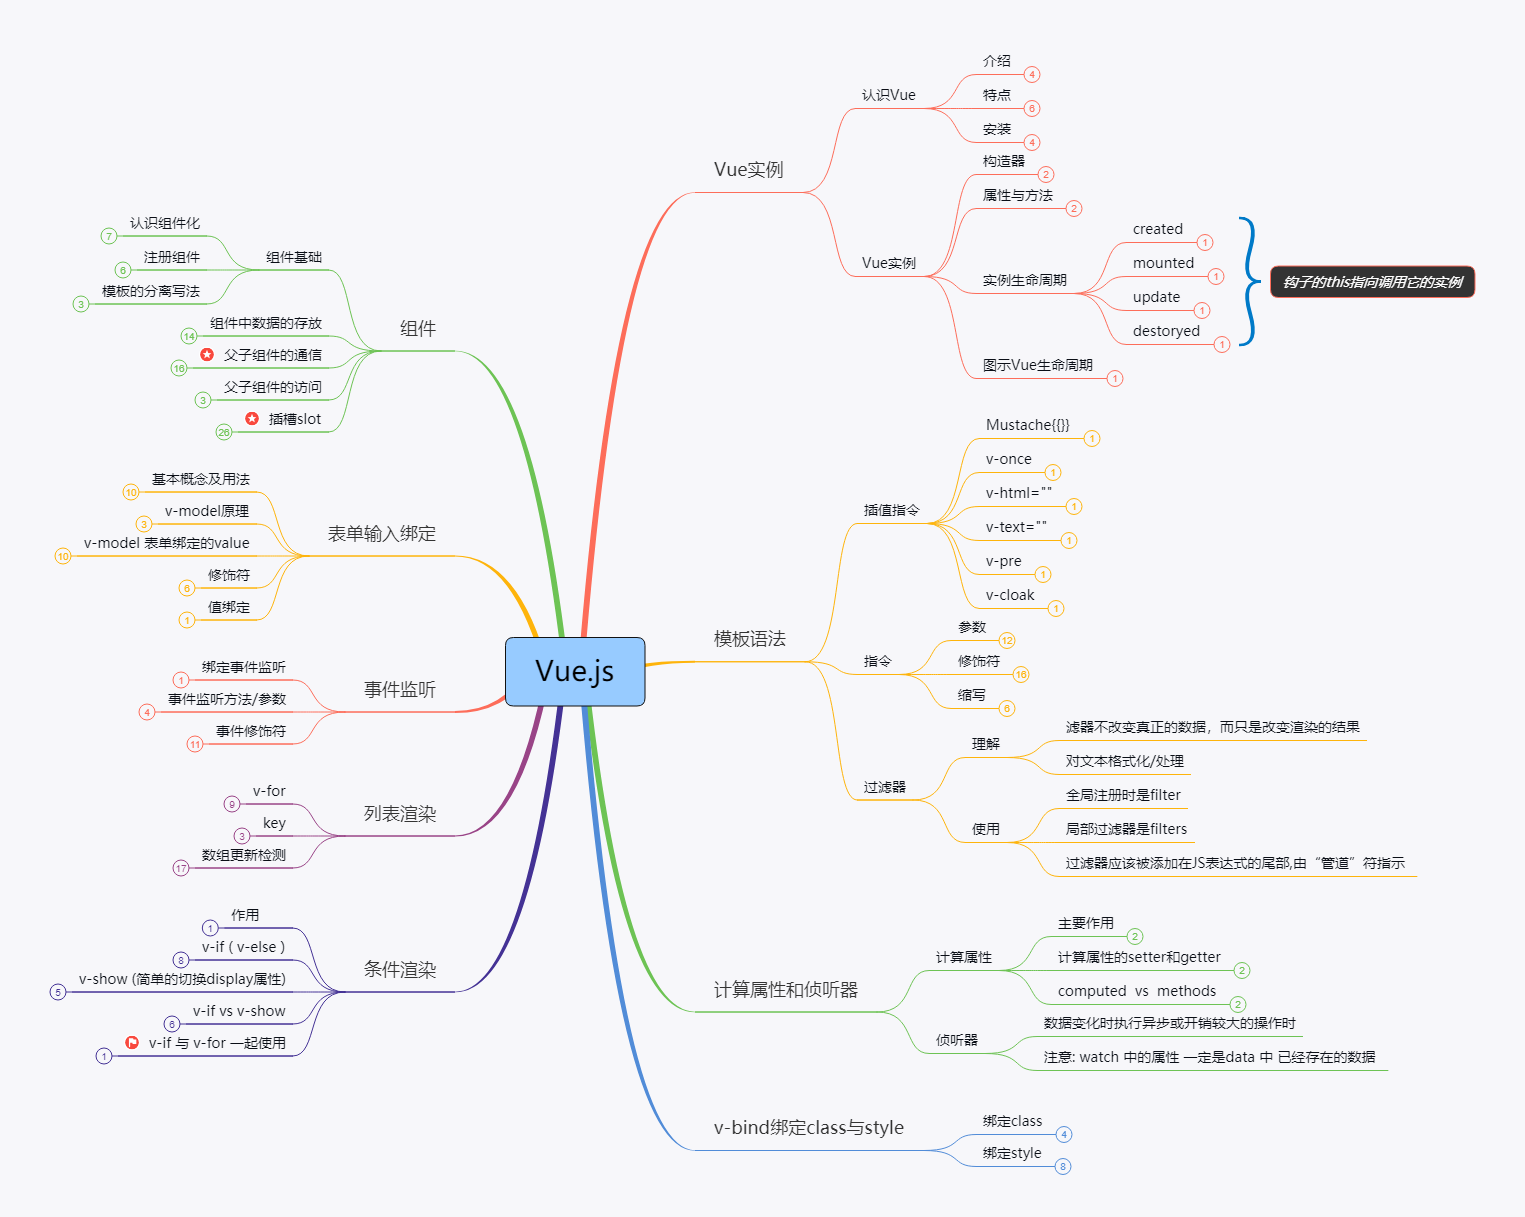 Vue.js
Vue实例
认识Vue
介绍
4
特点
6
安装
4
Vue实例
构造器
2
属性与方法
2
实例生命周期
created
1
mounted
1
update
1
destoryed
1
钩子的this指向调用它的实例
图示Vue生命周期
1
模板语法
插值指令
Mustache{{}}
1
v-once
1
v-html=""
1
v-text=""
1
v-pre
1
v-cloak
1
指令
参数
12
修饰符
16
缩写
6
过滤器
理解
滤器不改变真正的数据，而只是改变渲染的结果
对文本格式化/处理
使用
全局注册时是filter
局部过滤器是filters
过滤器应该被添加在JS表达式的尾部,由“管道”符指示
计算属性和侦听器
计算属性
主要作用
2
计算属性的setter和getter
2
computed vs methods
2
侦听器
数据变化时执行异步或开销较大的操作时
注意: watch 中的属性 一定是data 中 已经存在的数据
v-bind绑定class与style
绑定class
4
绑定style
8
组件
组件基础
认识组件化
7
注册组件
6
模板的分离写法
3
组件中数据的存放
14
父子组件的通信
16
父子组件的访问
3
插槽slot
26
表单输入绑定
基本概念及用法
10
v-model原理
3
v-model 表单绑定的value
10
修饰符
6
值绑定
1
事件监听
绑定事件监听
1
事件监听方法/参数
4
事件修饰符
11
列表渲染
v-for
9
key
3
数组更新检测
17
条件渲染
作用
1
v-if ( v-else )
8
v-show (简单的切换display属性)
5
v-if vs v-show
6
v-if 与 v-for 一起使用
1